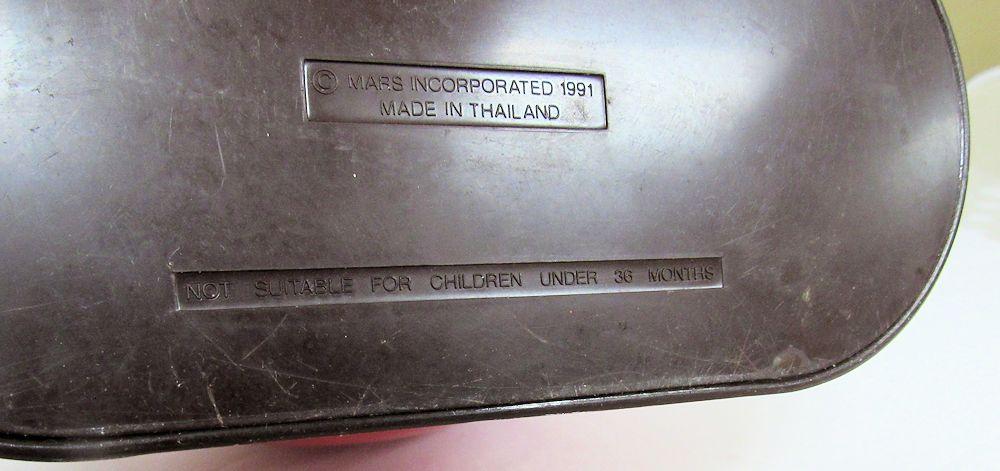 © MARS INCORPORATED 1991
MADE IN THAILAND
NOT SUITABLE FOR CHILDREN UNDER 36 MONTHS